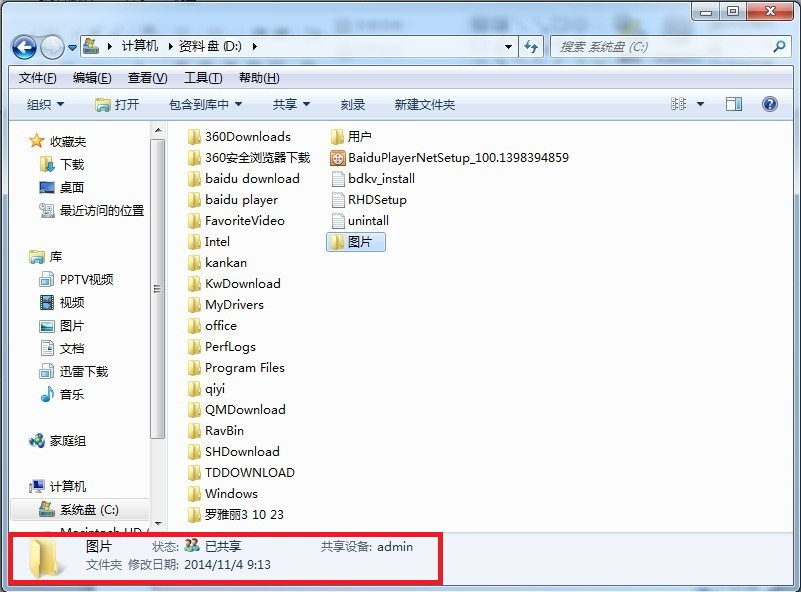 计算机 资料盘 (D:)
搜索 系统盘 (C:)
文件(F) 编辑(E) 查看(V) 工具(T) 帮助(H)
组织 打开 包含到库中 共享 刻录 新建文件夹
收藏夹
下载
桌面
最近访问的位置
库
PPTV视频
视频
图片
文档
迅雷下载
音乐
家庭组
计算机
系统盘 (C:)
Macintosh HD (
360Downloads
360安全浏览器下载
baidu download
baidu player
FavoriteVideo
Intel
kankan
KwDownload
MyDrivers
office
PerfLogs
Program Files
qiyi
QMDownload
RavBin
SHDownload
TDDOWNLOAD
Windows
罗雅丽3 10 23
用户
BaiduPlayerNetSetup_100.1398394859
bdkv_install
RHDSetup
unintall
图片
图片 状态: 已共享 共享设备: admin
文件夹 修改日期: 2014/11/4 9:13